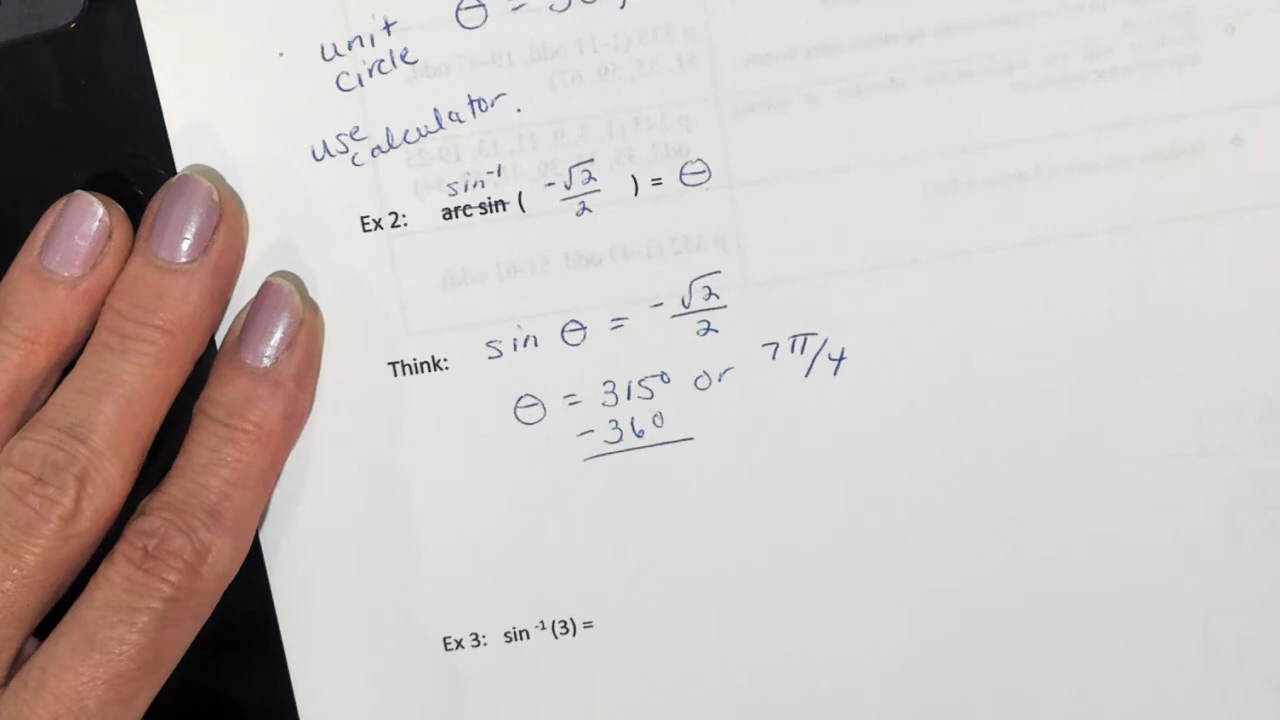 unit θ = 30
circle
use calculator.
sin⁻¹
Ex 2: arc sin ( -√2/2 ) = θ
Think: sin θ = -√2/2
θ = 315° or 7π/4
-360
Ex 3: sin ⁻¹ (3) =